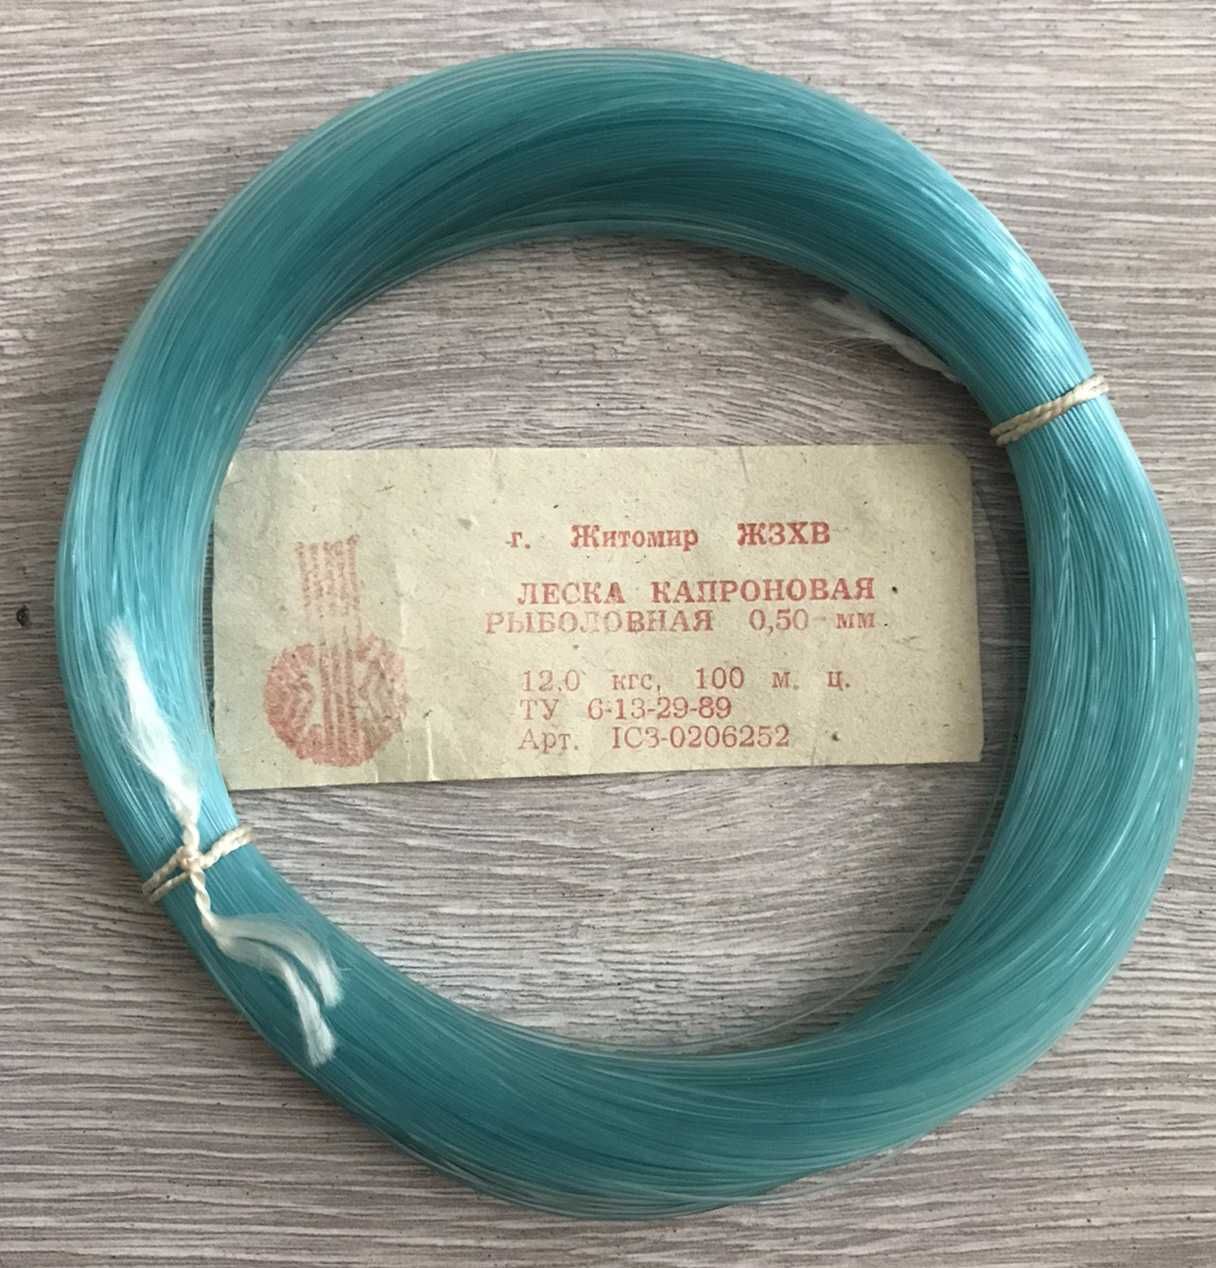 г. Житомир ЖЗХВ
ЛЕСКА КАПРОНОВАЯ
РЫБОЛОВНАЯ 0,50 мм
12,0 кгс, 100 м. ц.
ТУ 6-13-29-89
Арт. IC3-0206252